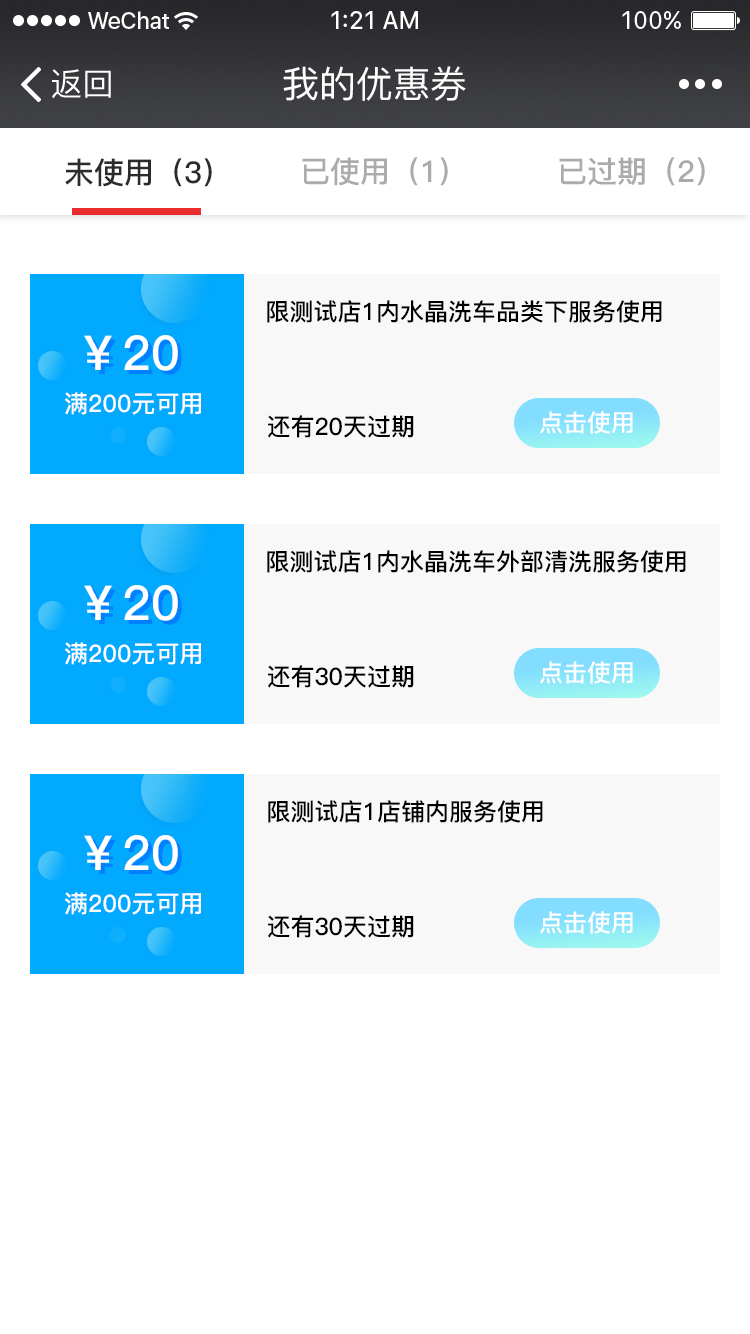 WeChat 1:21 AM 100%
返回 我的优惠券
未使用（3） 已使用（1） 已过期（2）
限测试店1内水晶洗车品类下服务使用
¥ 20
满200元可用
还有20天过期 点击使用
限测试店1内水晶洗车外部清洗服务使用
¥ 20
满200元可用
还有30天过期 点击使用
限测试店1店铺内服务使用
¥ 20
满200元可用
还有30天过期 点击使用